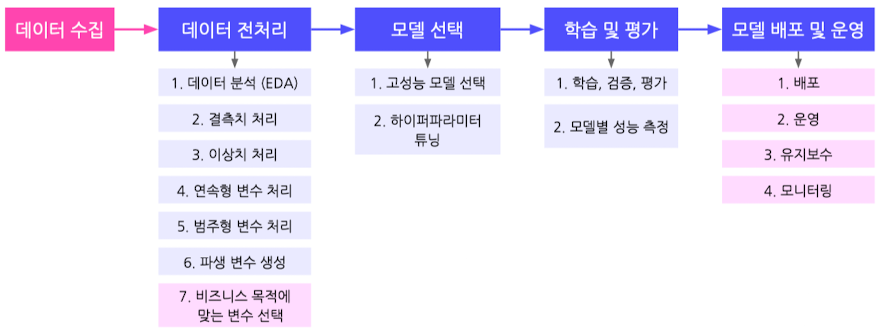 데이터 수집
데이터 전처리
모델 선택
학습 및 평가
모델 배포 및 운영
1. 데이터 분석 (EDA)
2. 결측치 처리
3. 이상치 처리
4. 연속형 변수 처리
5. 범주형 변수 처리
6. 파생 변수 생성
7. 비즈니스 목적에
맞는 변수 선택
1. 고성능 모델 선택
2. 하이퍼파라미터
튜닝
1. 학습, 검증, 평가
2. 모델별 성능 측정
1. 배포
2. 운영
3. 유지보수
4. 모니터링